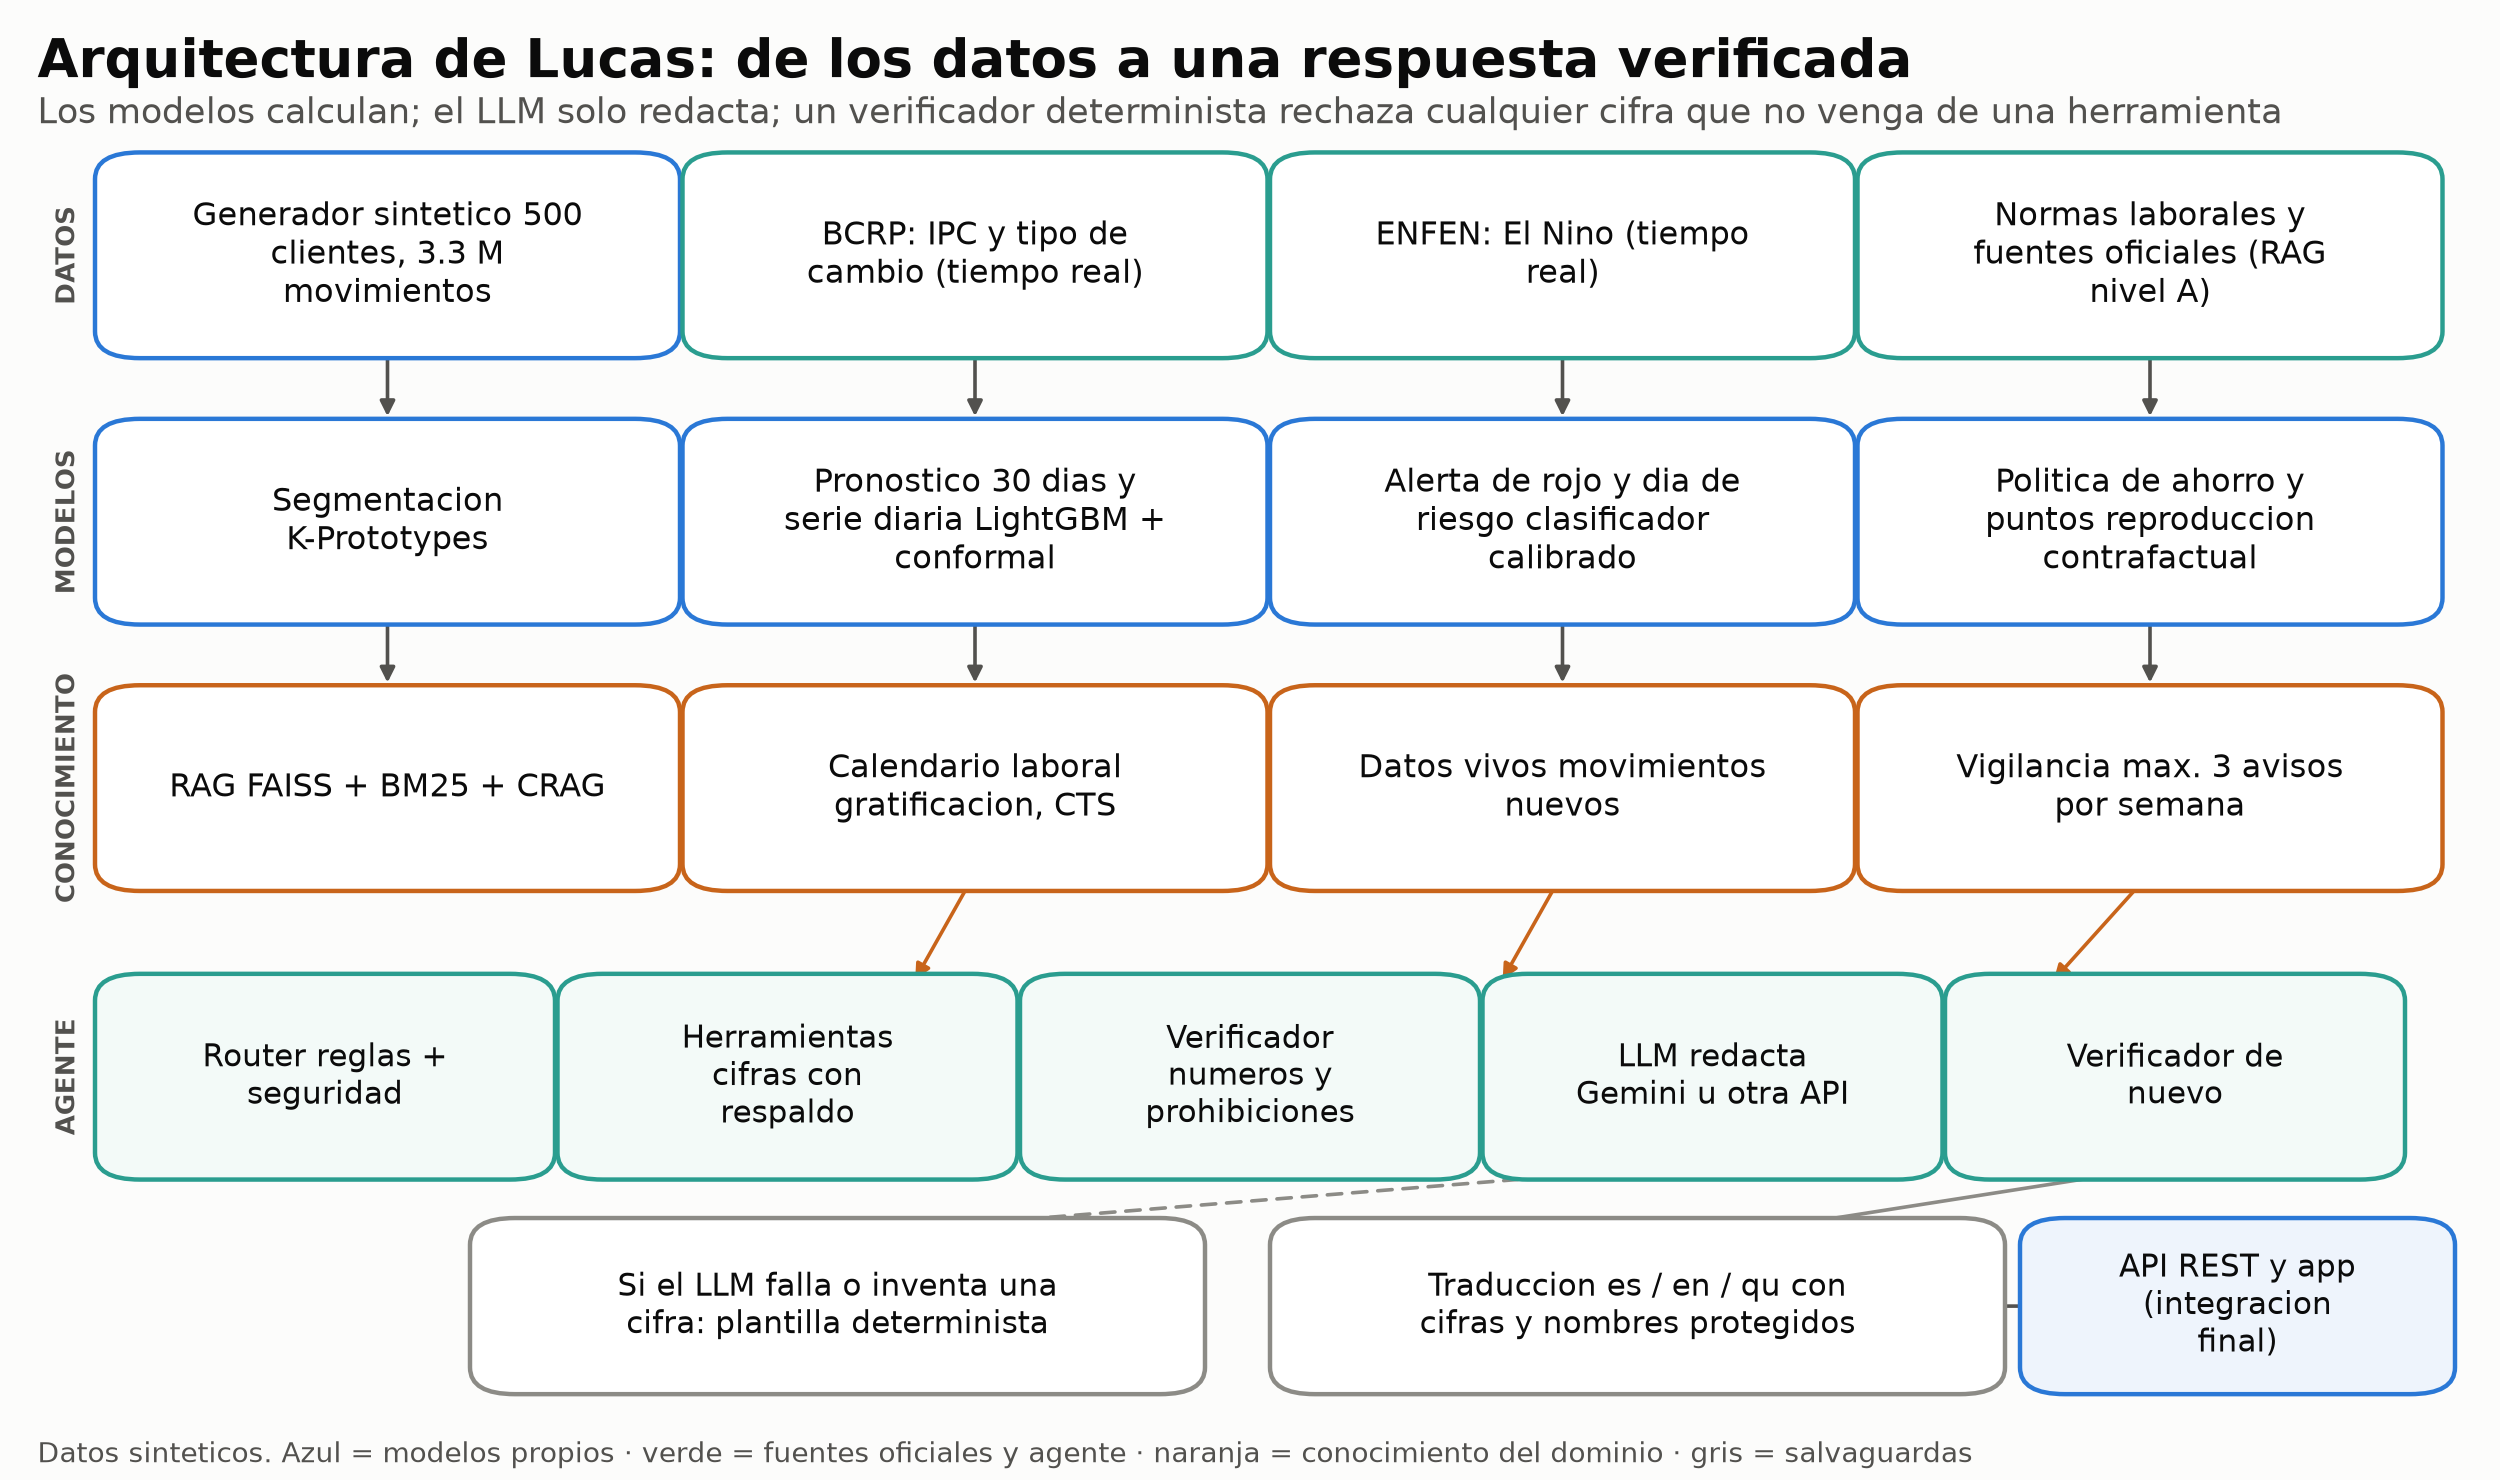 Arquitectura de Lucas: de los datos a una respuesta verificada
Los modelos calculan; el LLM solo redacta; un verificador determinista rechaza cualquier cifra que no venga de una herramienta
DATOS
Generador sintetico 500
clientes, 3.3 M
movimientos
BCRP: IPC y tipo de
cambio (tiempo real)
ENFEN: El Nino (tiempo
real)
Normas laborales y
fuentes oficiales (RAG
nivel A)
MODELOS
Segmentacion
K-Prototypes
Pronostico 30 dias y
serie diaria LightGBM +
conformal
Alerta de rojo y dia de
riesgo clasificador
calibrado
Politica de ahorro y
puntos reproduccion
contrafactual
CONOCIMIENTO
RAG FAISS + BM25 + CRAG
Calendario laboral
gratificacion, CTS
Datos vivos movimientos
nuevos
Vigilancia max. 3 avisos
por semana
AGENTE
Router reglas +
seguridad
Herramientas
cifras con
respaldo
Verificador
numeros y
prohibiciones
LLM redacta
Gemini u otra API
Verificador de
nuevo
Si el LLM falla o inventa una
cifra: plantilla determinista
Traduccion es / en / qu con
cifras y nombres protegidos
API REST y app
(integracion
final)
Datos sinteticos. Azul = modelos propios · verde = fuentes oficiales y agente · naranja = conocimiento del dominio · gris = salvaguardas